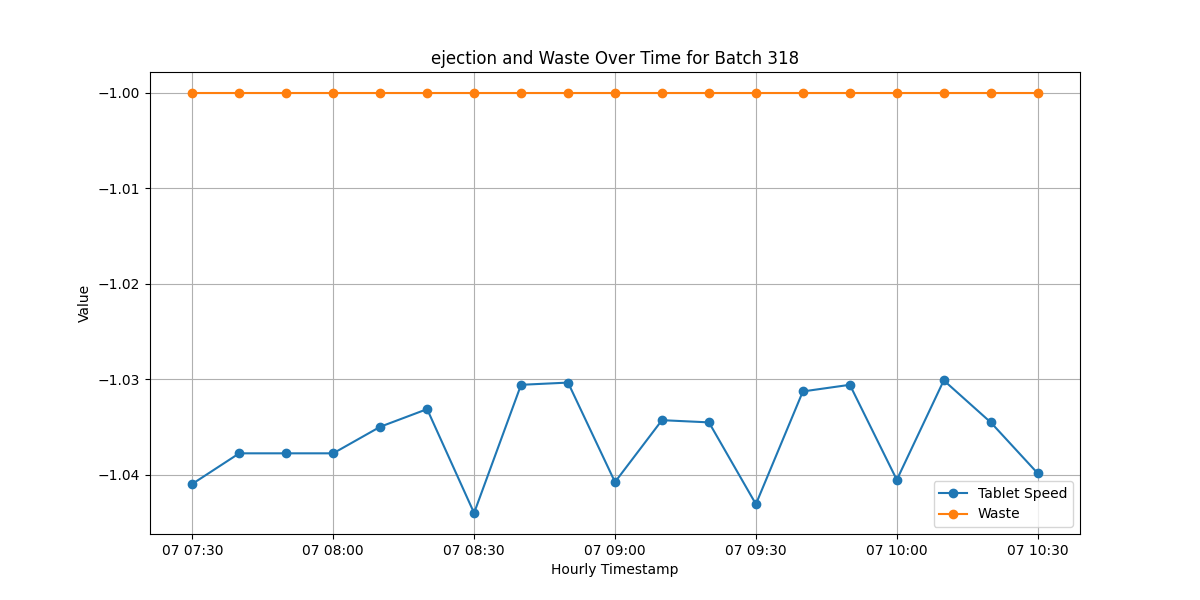 ejection and Waste Over Time for Batch 318
−1.00
−1.01
−1.02
−1.03
−1.04
Value
07 07:30 07 08:00 07 08:30 07 09:00 07 09:30 07 10:00 07 10:30
Hourly Timestamp
Tablet Speed
Waste